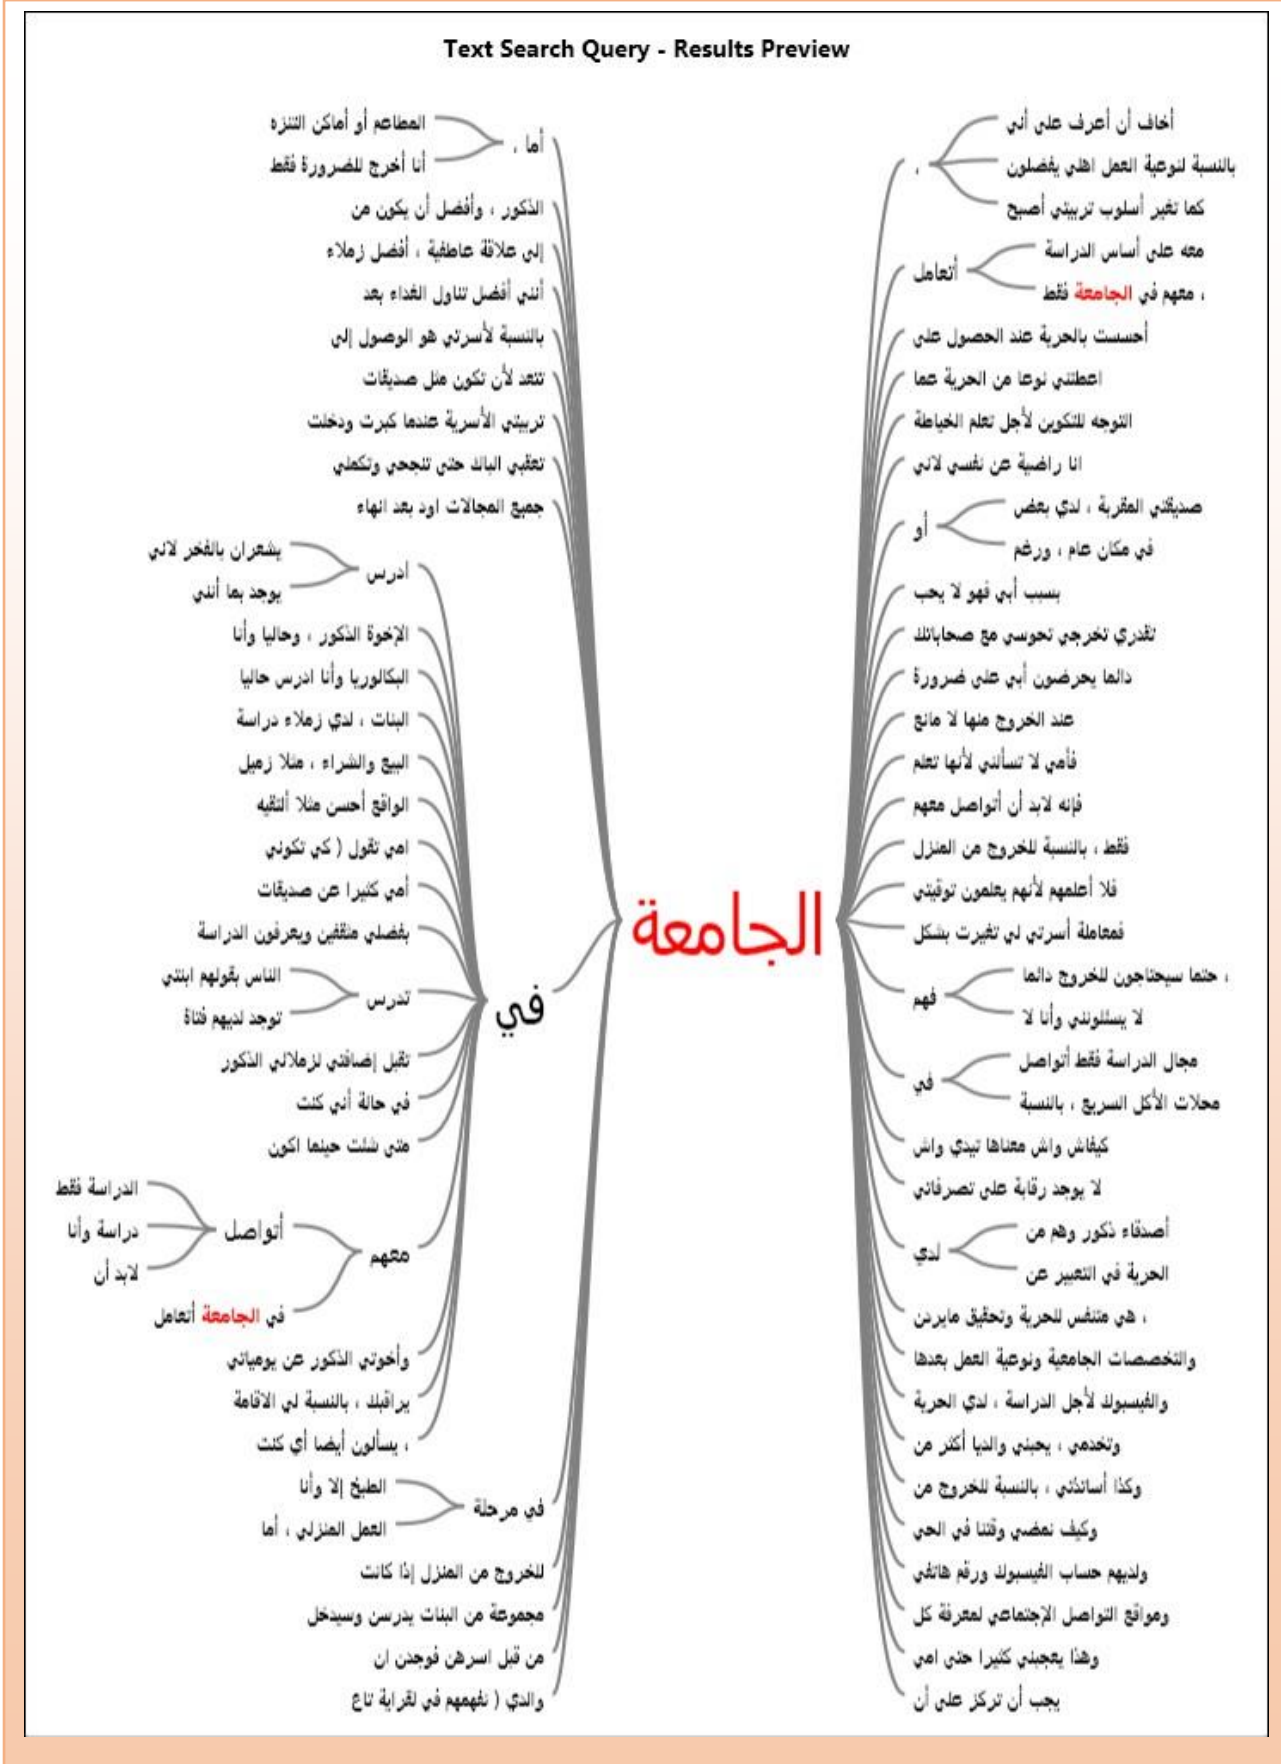 Text Search Query - Results Preview
أخاف أن أعرف على أني
بالنسبة لنوعية العمل اهلي يفضلون
،
كما تغير أسلوب تربيتي أصبح
معه على أساس الدراسة
أتعامل
، معهم في الجامعة فقط
أحسست بالحرية عند الحصول على
اعطتني نوعا من الحرية عما
التوجه للتكوين لأجل تعلم الخياطة
انا راضية عن نفسي لاني
صديقتي المقربة ، لدي بعض
أو
في مكان عام ، ورغم
بسبب أبي فهو لا يحب
تقدري تخرجي تحوسي مع صحاباتك
دائما يحرضون أبي على ضرورة
عند الخروج منها لا مانع
فأمي لا تسألني لأنها تعلم
فإنه لابد أن أتواصل معهم
فقط ، بالنسبة للخروج من المنزل
فلا أعلمهم لأنهم يعلمون توقيتي
فمعاملة أسرتي لي تغيرت بشكل
، حتما سيحتاجون للخروج دائما
فهم
لا يسئلونني وأنا لا
مجال الدراسة فقط أتواصل
في
محلات الأكل السريع ، بالنسبة
كيفاش واش معناها تيدي واش
لا يوجد رقابة على تصرفاتي
أصدقاء ذكور وهم من
لدي
الحرية في التعبير عن
، هي متنفس للحرية وتحقيق مايردن
والتخصصات الجامعية ونوعية العمل بعدها
والفيسبوك لأجل الدراسة ، لدي الحرية
وتخدمي ، يحبني والديا أكثر من
وكذا أساتذتي ، بالنسبة للخروج من
وكيف نمضي وقتنا في الحي
ولديهم حساب الفيسبوك ورقم هاتفي
ومواقع التواصل الإجتماعي لمعرفة كل
وهذا يعجبني كثيرا حتى امي
يجب أن تركز على أن
الجامعة
المطاعم أو أماكن التنزه
أما ،
أنا أخرج للضرورة فقط
الذكور ، وأفضل أن يكون من
إلى علاقة عاطفية ، أفضل زملاء
أنني أفضل تناول الغداء بعد
بالنسبة لأسرتي هو الوصول إلى
تتعد لأن تكون مثل صديقات
تربيتي الأسرية عندما كبرت ودخلت
تعقبي الباك حتى تنجحي وتكملي
جميع المجالات اود بعد انهاء
يشعران بالفخر لاني
ادرس
يوجد بما أنني
الإخوة الذكور ، وحاليا وأنا
البكالوريا وأنا ادرس حاليا
البنات ، لدي زملاء دراسة
البيع والشراء ، مثلا زميل
الواقع أحسن مثلا ألتقيه
امي تقول ( كي تكوني
أمي كثيرا عن صديقات
بفضلي مثقفين ويعرفون الدراسة
الناس بقولهم ابنتي
تدرس
توجد لديهم فتاة
تقبل إضافتي لزملائي الذكور
في حالة أني كنت
متى شئت حينما اكون
في
الدراسة فقط
دراسة وأنا
أتواصل
لابد أن
معهم
في الجامعة أتعامل
وأخوتي الذكور عن يومياتي
يراقبك ، بالنسبة لي الاقامة
، يسألون أيضا أي كنت
الطبخ إلا وأنا
في مرحلة
العمل المنزلي ، أما
للخروج من المنزل إذا كانت
مجموعة من البنات يدرسن وسيدخل
من قبل اسرهن فوجدن ان
والدي ( نفهمهم في لقراية تاع